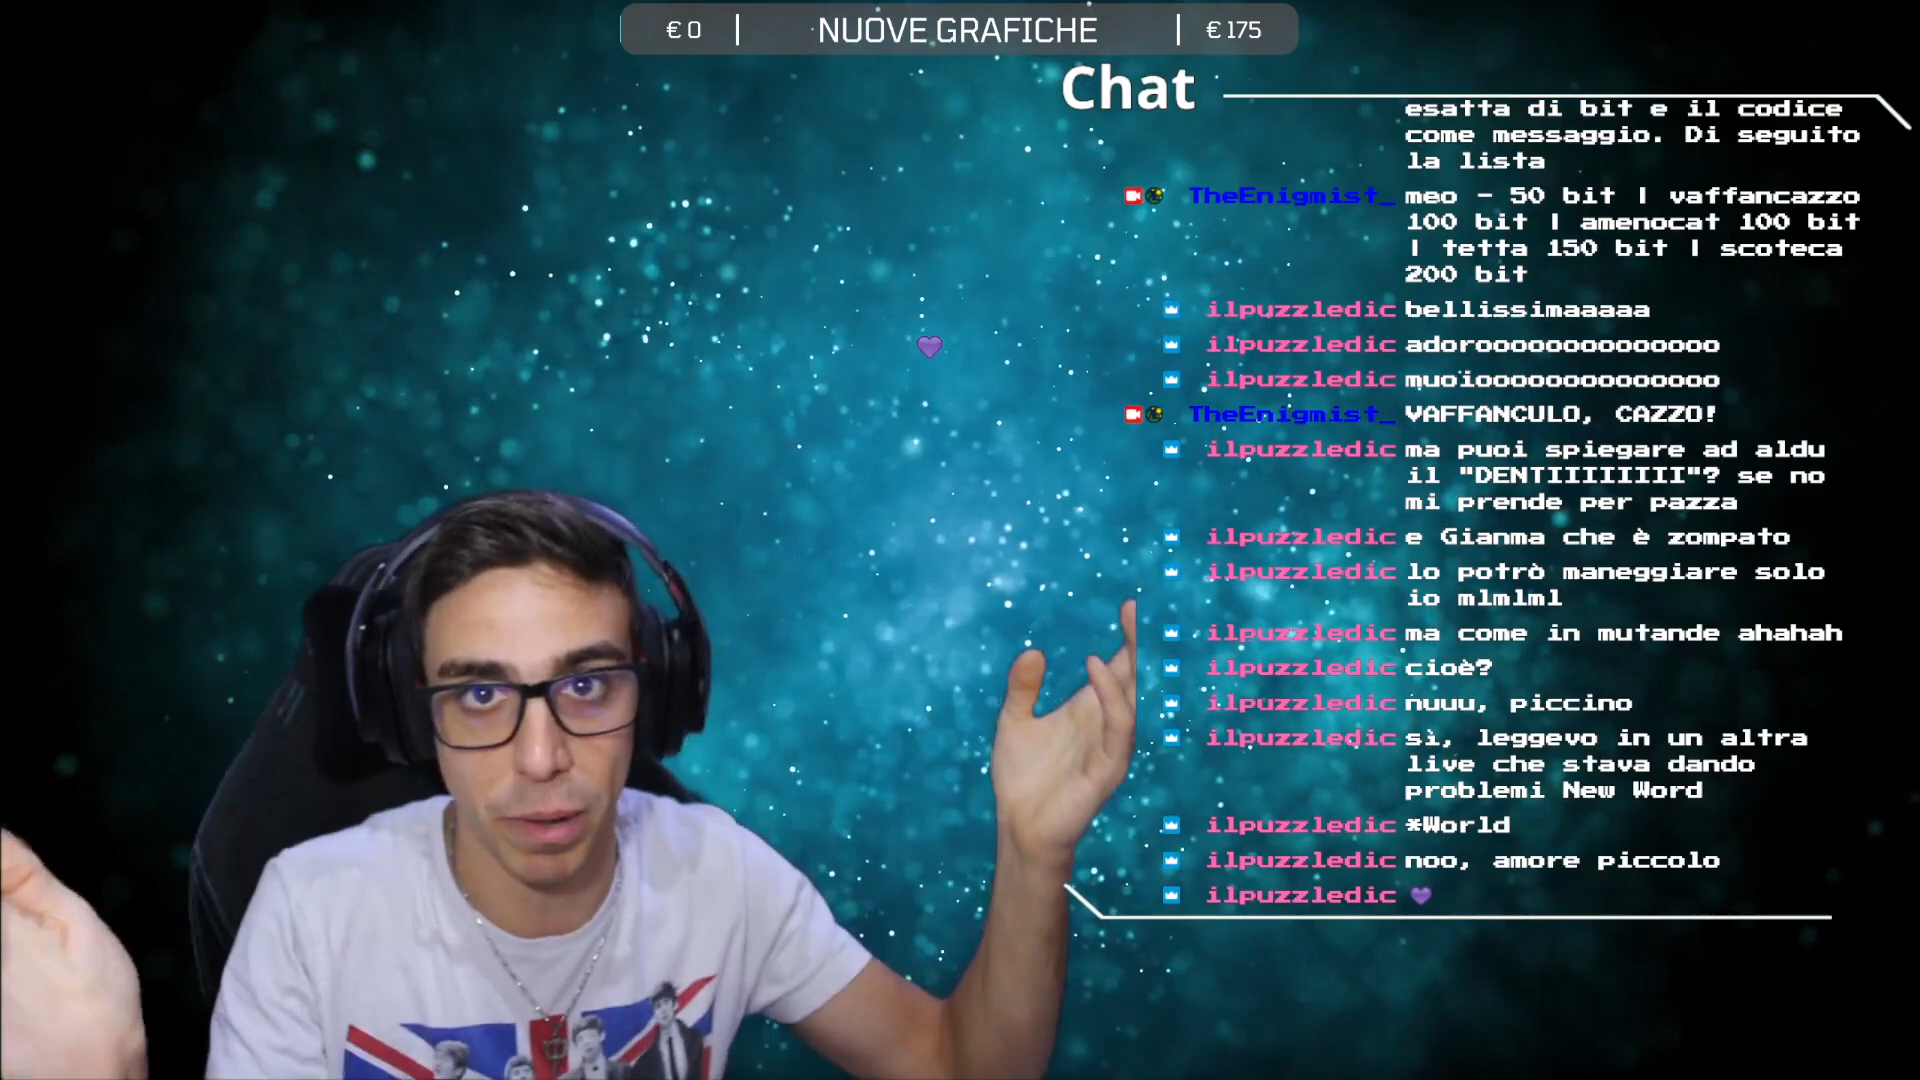 € 0 | NUOVE GRAFICHE | € 175
Chat
esatta di bit e il codice
come messaggio. Di seguito
la lista
TheEnigmist_ meo - 50 bit | vaffancazzo
100 bit | amenocat 100 bit
| tetta 150 bit | scoteca
200 bit
ilpuzzledic bellissimaaaaa
ilpuzzledic adorooooooooooooooo
ilpuzzledic muoioooooooooooooo
TheEnigmist_ VAFFANCULO, CAZZO!
ilpuzzledic ma puoi spiegare ad aldu
il "DENTIIIIIIIII"? se no
mi prende per pazza
ilpuzzledic e Gianma che è zompato
ilpuzzledic lo potrò maneggiare solo
io mlmlml
ilpuzzledic ma come in mutande ahahah
ilpuzzledic cioè?
ilpuzzledic nuuu, piccino
ilpuzzledic sì, leggevo in un altra
live che stava dando
problemi New Word
ilpuzzledic *World
ilpuzzledic noo, amore piccolo
ilpuzzledic 💜